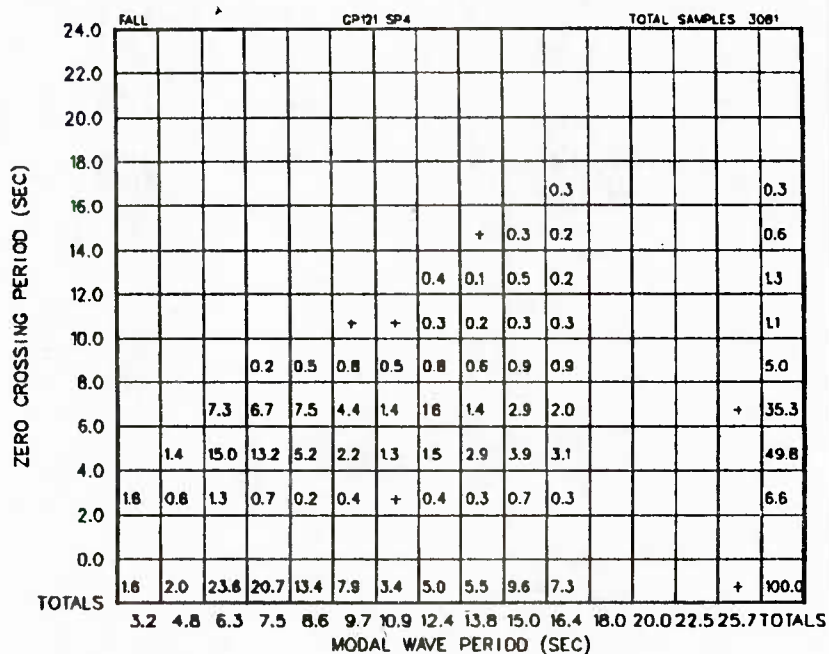 FALL GP121 SP4 TOTAL SAMPLES 3081
24.0
22.0
20.0
18.0
0.3 0.3
16.0
+ 0.3 0.2 0.6
14.0
0.4 0.1 0.5 0.2 1.3
12.0
+ + 0.3 0.2 0.3 0.3 1.1
10.0
0.2 0.5 0.8 0.5 0.8 0.6 0.9 0.9 5.0
8.0
7.3 6.7 7.5 4.4 1.4 1.6 1.4 2.9 2.0 + 35.3
6.0
1.4 15.0 13.2 5.2 2.2 1.3 1.5 2.9 3.9 3.1 49.8
4.0
1.6 0.6 1.3 0.7 0.2 0.4 + 0.4 0.3 0.7 0.3 6.6
2.0
0.0
1.6 2.0 23.6 20.7 13.4 7.9 3.4 5.0 5.5 9.6 7.3 + 100.0
TOTALS
3.2 4.8 6.3 7.5 8.6 9.7 10.9 12.4 13.8 15.0 16.4 18.0 20.0 22.5 25.7 TOTALS
MODAL WAVE PERIOD (SEC)
ZERO CROSSING PERIOD (SEC)